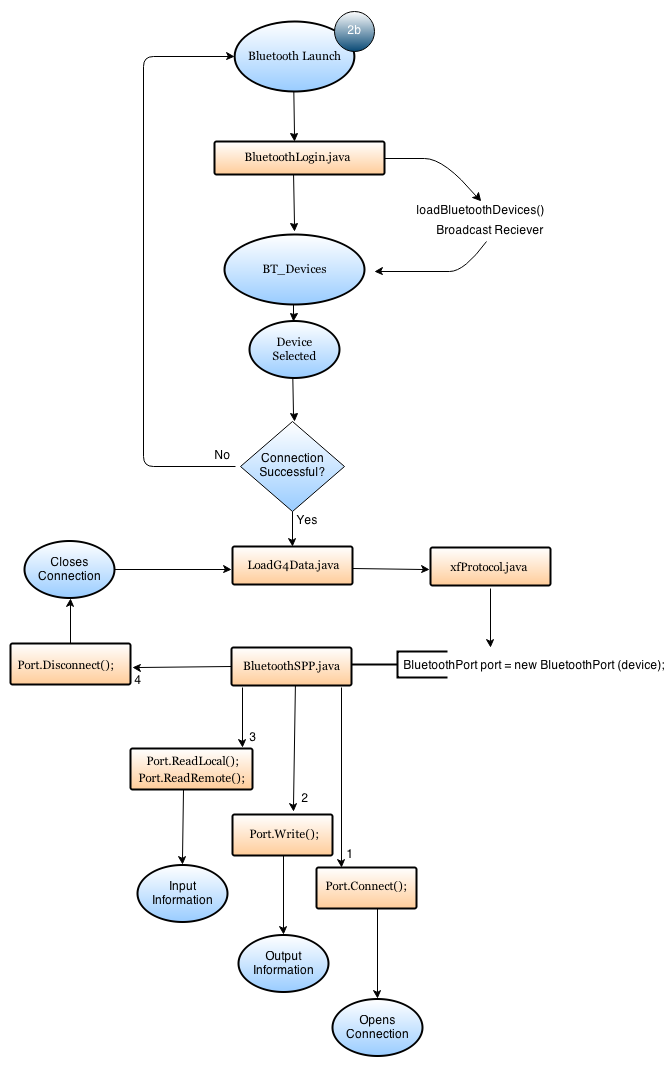 2b
Bluetooth Launch
BluetoothLogin.java
loadBluetoothDevices()
Broadcast Reciever
BT_Devices
Device
Selected
No
Connection
Successful?
Yes
Closes
Connection
LoadG4Data.java
xfProtocol.java
Port.Disconnect();
4
BluetoothSPP.java
BluetoothPort port = new BluetoothPort (device);
3
Port.ReadLocal();
Port.ReadRemote();
2
Port.Write();
1
Port.Connect();
Input
Information
Output
Information
Opens
Connection